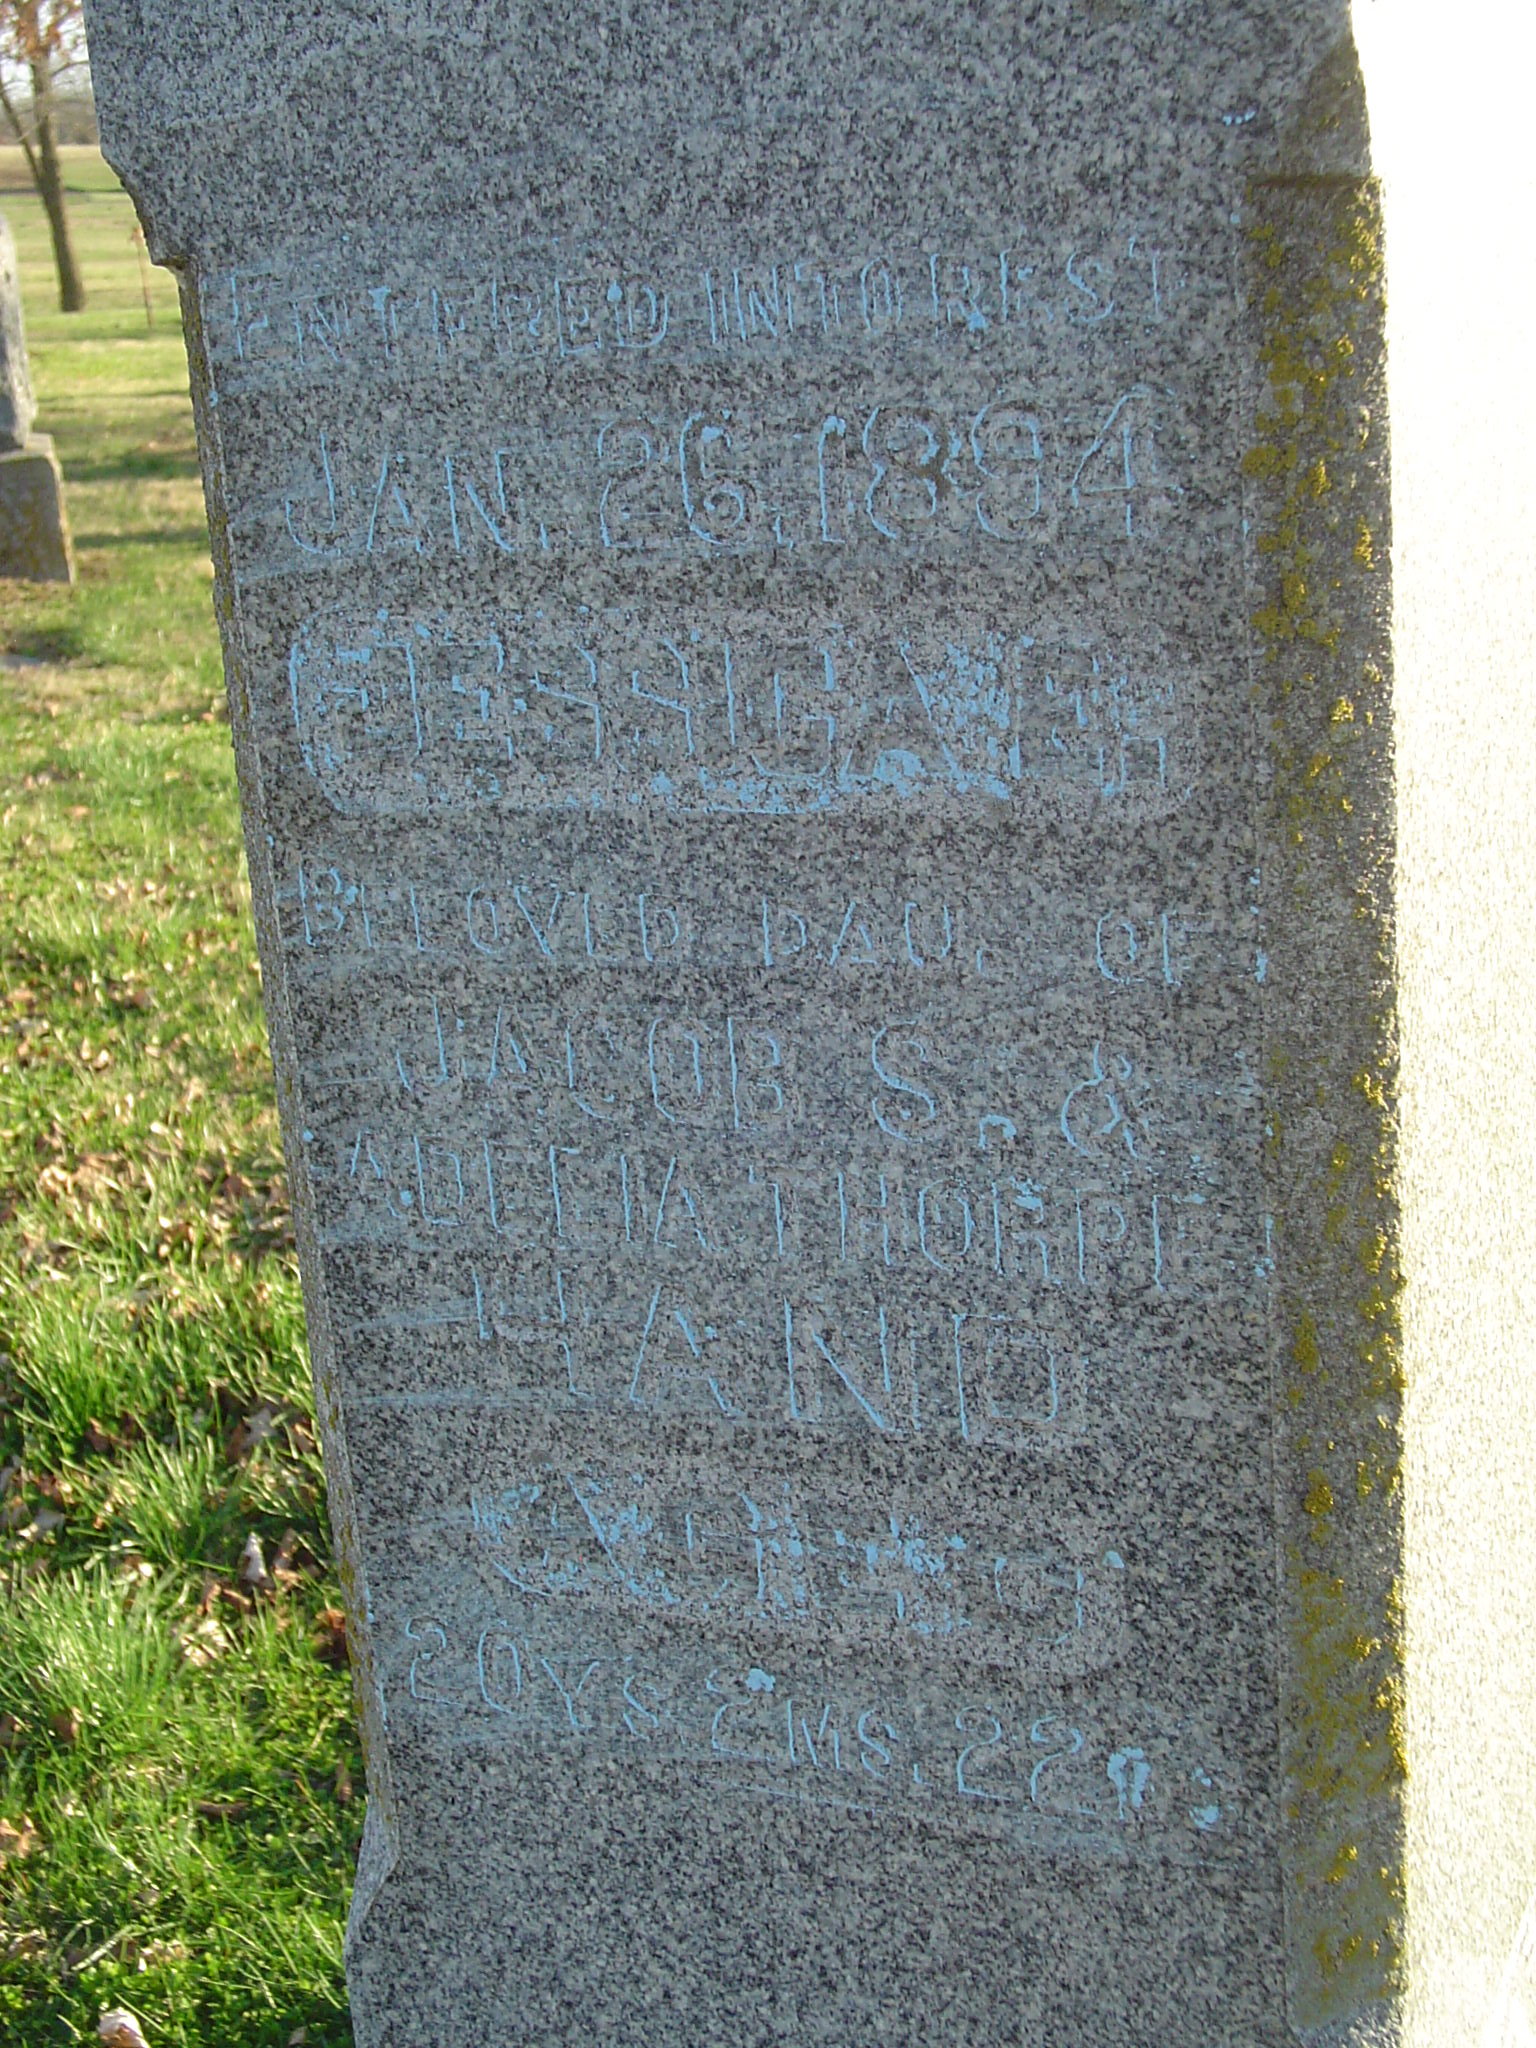 ENTERED INTO REST
JAN. 26, 1894
BELOVED DAU. OF
JACOB S. &
ADELIA THORPE
HAND
20 YS. 2 MS. 22